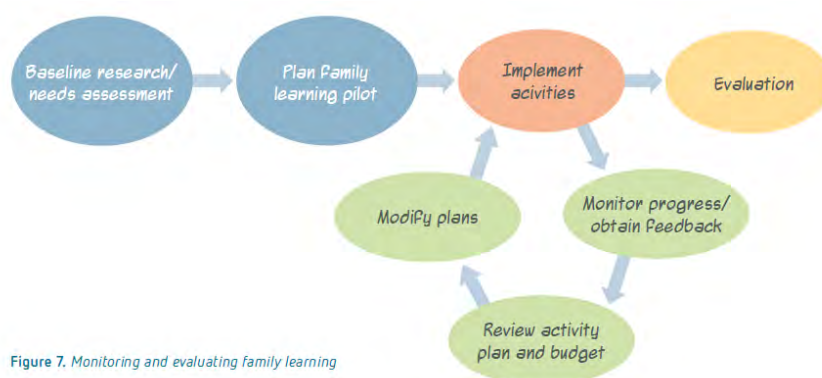 Baseline research/
needs assessment
Plan family
learning pilot
Implement
acivities
Evaluation
Modify plans
Monitor progress/
obtain feedback
Review activity
plan and budget
Figure 7. Monitoring and evaluating family learning